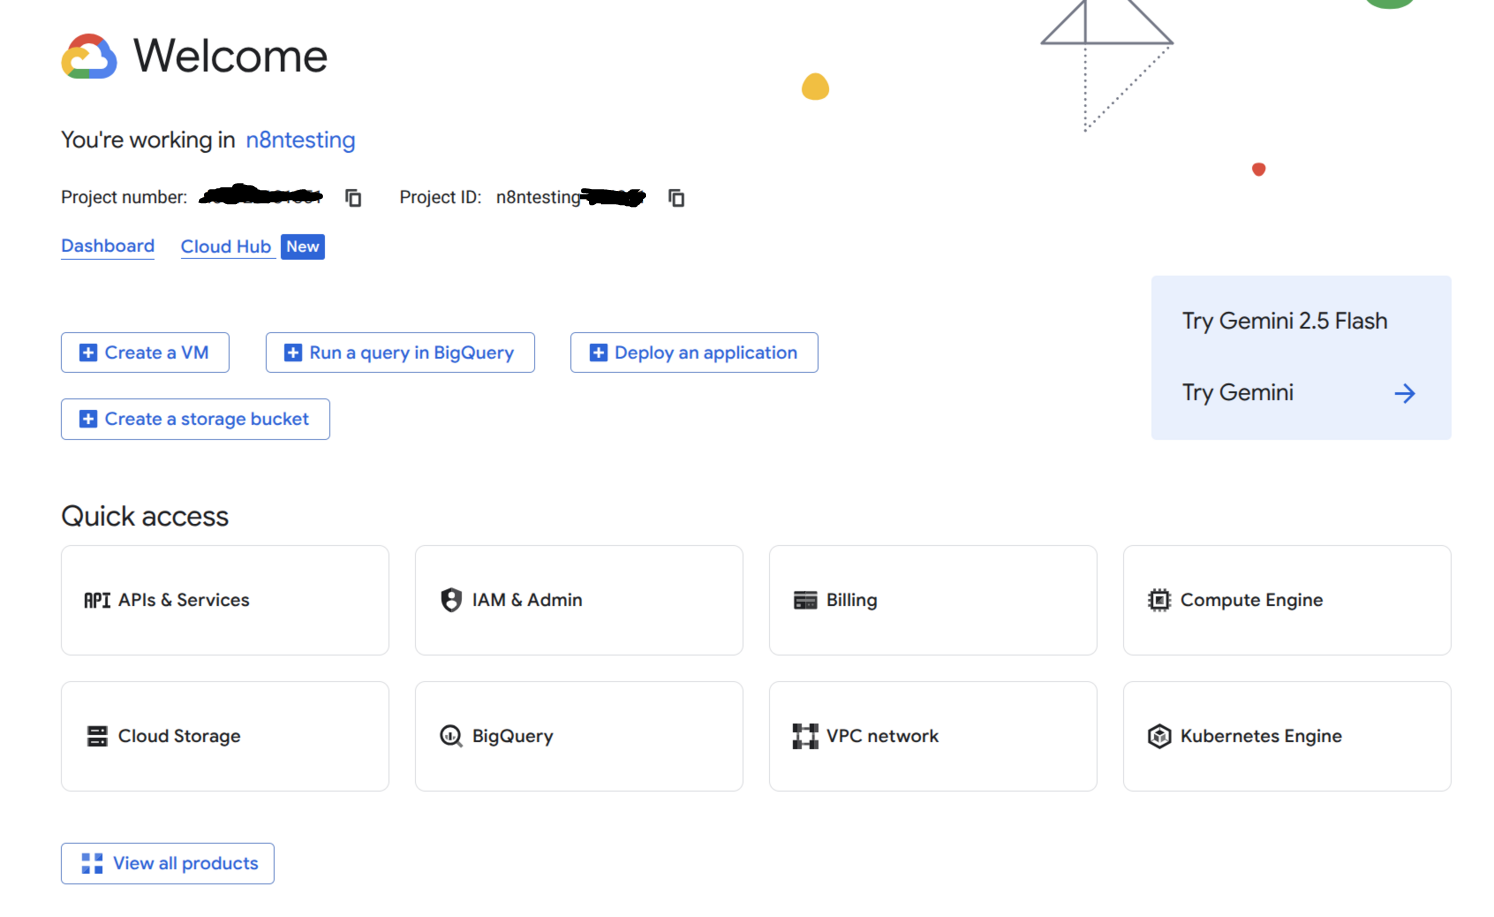 Welcome
You're working in n8ntesting
Project number: Project ID: n8ntesting
Dashboard Cloud Hub New
Try Gemini 2.5 Flash
Create a VM Run a query in BigQuery Deploy an application
Try Gemini
Create a storage bucket
Quick access
API APIs & Services IAM & Admin Billing Compute Engine
Cloud Storage BigQuery VPC network Kubernetes Engine
View all products